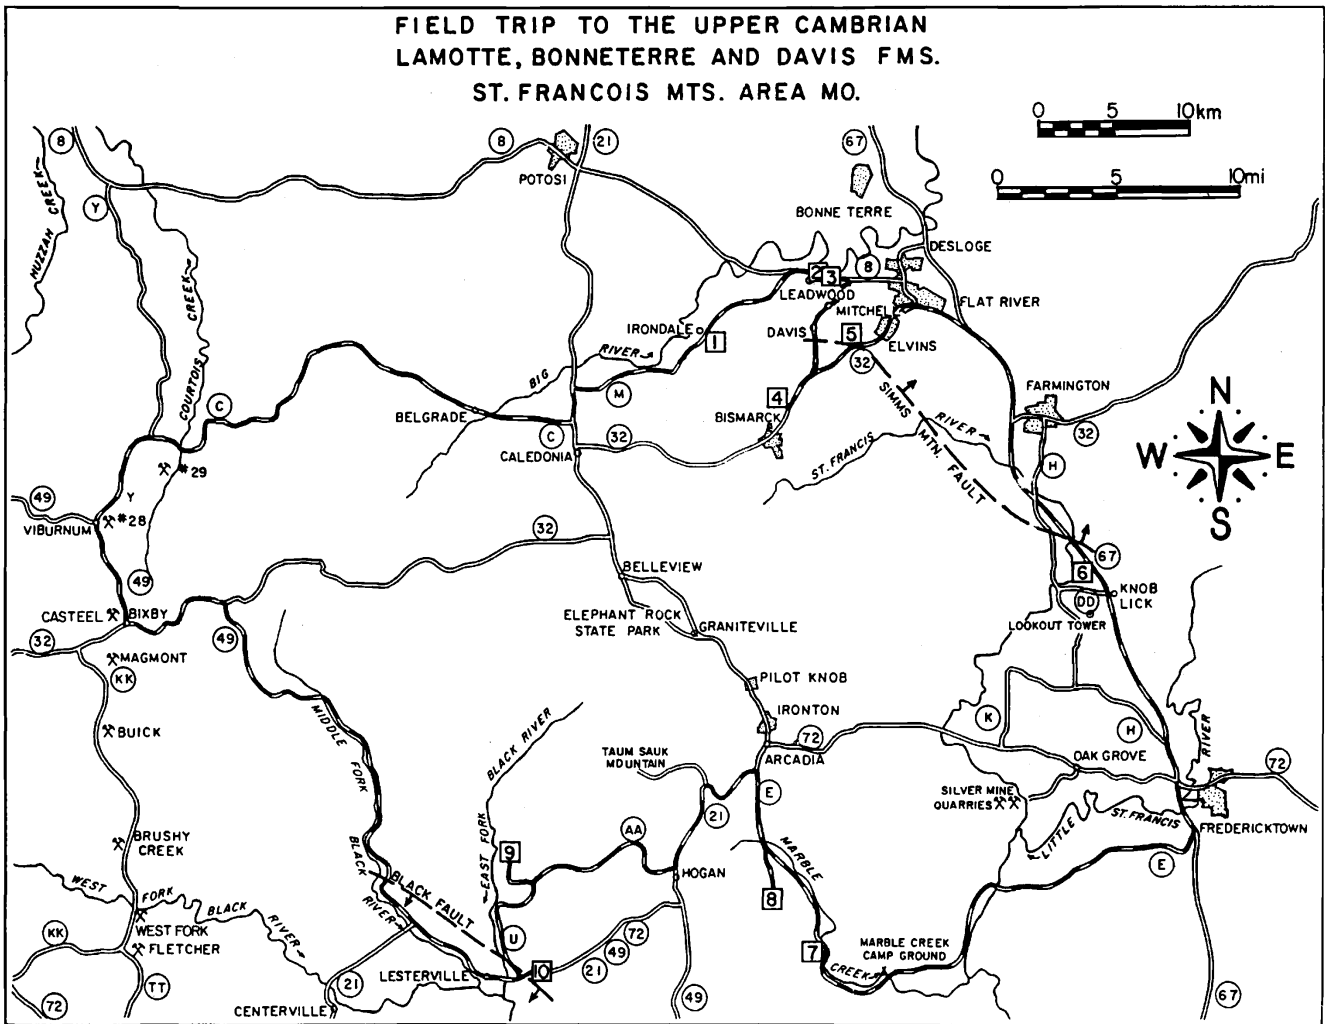 FIELD TRIP TO THE UPPER CAMBRIAN
LAMOTTE, BONNETERRE AND DAVIS FMS.
ST. FRANCOIS MTS. AREA MO.
0 5 10km
0 5 10mi
8
8
21
67
POTOSI
HUZZAH CREEK
Y
BONNE TERRE
DESLOGE
COURTOIS CREEK
2
3
8
LEADWOOD
MITCHEL
FLAT RIVER
IRONDALE
1
DAVIS
5
ELVINS
32
BIG RIVER
M
SIMMS MTN. FAULT
FARMINGTON
N
W E
S
C
BELGRADE
4
BISMARCK
RIVER
32
C
32
CALEDONIA
ST. FRANCIS
H
#29
49
Y
VIBURNUM
#28
32
67
BELLEVIEW
49
6
KNOB
LICK
DD
CASTEEL
BIXBY
ELEPHANT ROCK
STATE PARK
GRANITEVILLE
LOOKOUT TOWER
32
49
MAGMONT
KK
PILOT KNOB
MIDDLE FORK
BLACK RIVER
IRONTON
K
H
RIVER
BUICK
72
TAUM SAUK
MOUNTAIN
ARCADIA
OAK GROVE
72
E
SILVER MINE
QUARRIES
21
ST. FRANCIS
LITTLE
FREDERICKTOWN
BRUSHY
CREEK
AA
EAST FORK
MARBLE
E
9
BLACK
HOGAN
WEST FORK BLACK RIVER
BLACK FAULT
8
RIVER
WEST FORK
KK
U
72
FLETCHER
49
MARBLE CREEK
CAMP GROUND
7
LESTERVILLE
10
21
CREEK
21
TT
72
CENTERVILLE
49
67